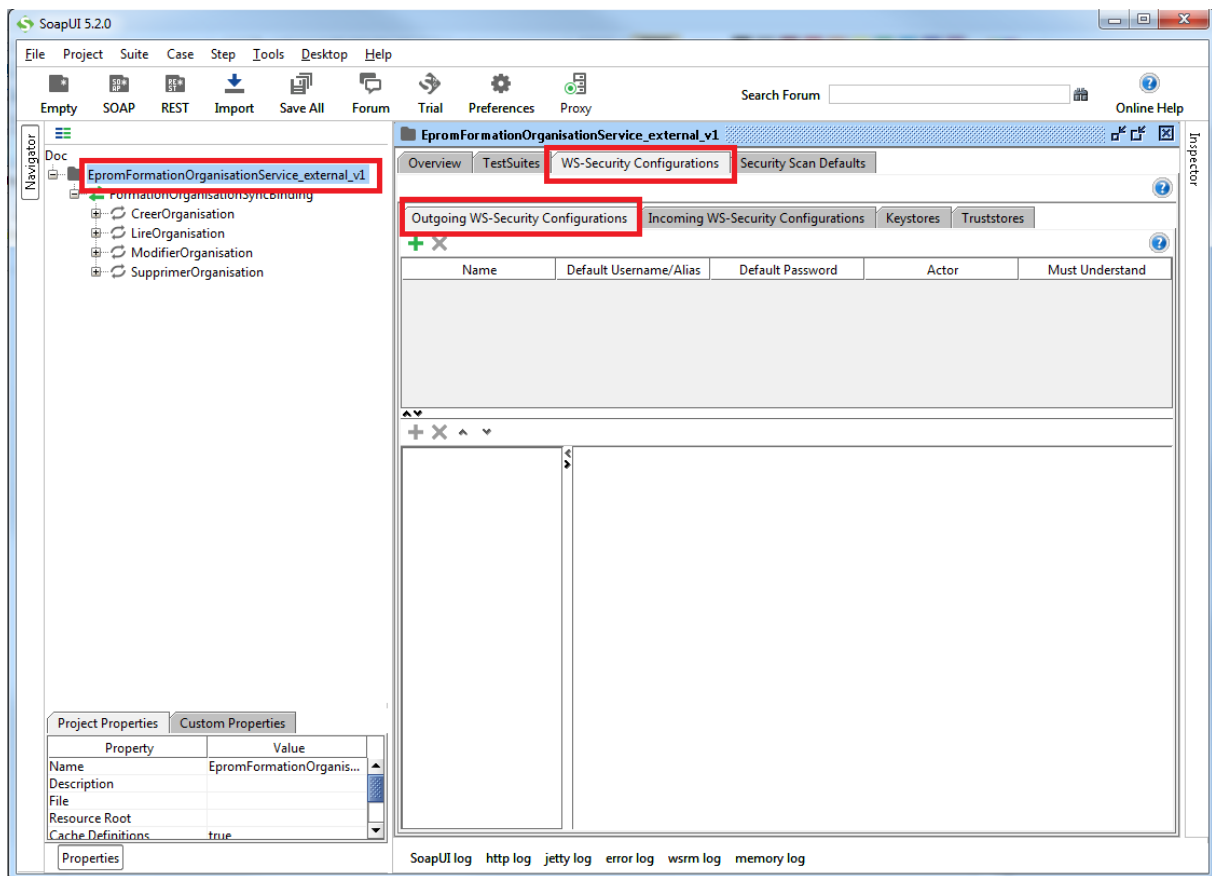 SoapUI 5.2.0
File Project Suite Case Step Tools Desktop Help
Empty SOAP REST Import Save All Forum Trial Preferences Proxy Search Forum Online Help
Navigator
Doc
EpromFormationOrganisationService_external_v1
FormationOrganisationSyncBinding
CreerOrganisation
LireOrganisation
ModifierOrganisation
SupprimerOrganisation
Project Properties Custom Properties
Property Value
Name EpromFormationOrganis...
Description
File
Resource Root
Cache Definitions true
Properties
EpromFormationOrganisationService_external_v1
Overview TestSuites WS-Security Configurations Security Scan Defaults
Outgoing WS-Security Configurations Incoming WS-Security Configurations Keystores Truststores
Name Default Username/Alias Default Password Actor Must Understand
Inspector
SoapUI log http log jetty log error log wsrm log memory log